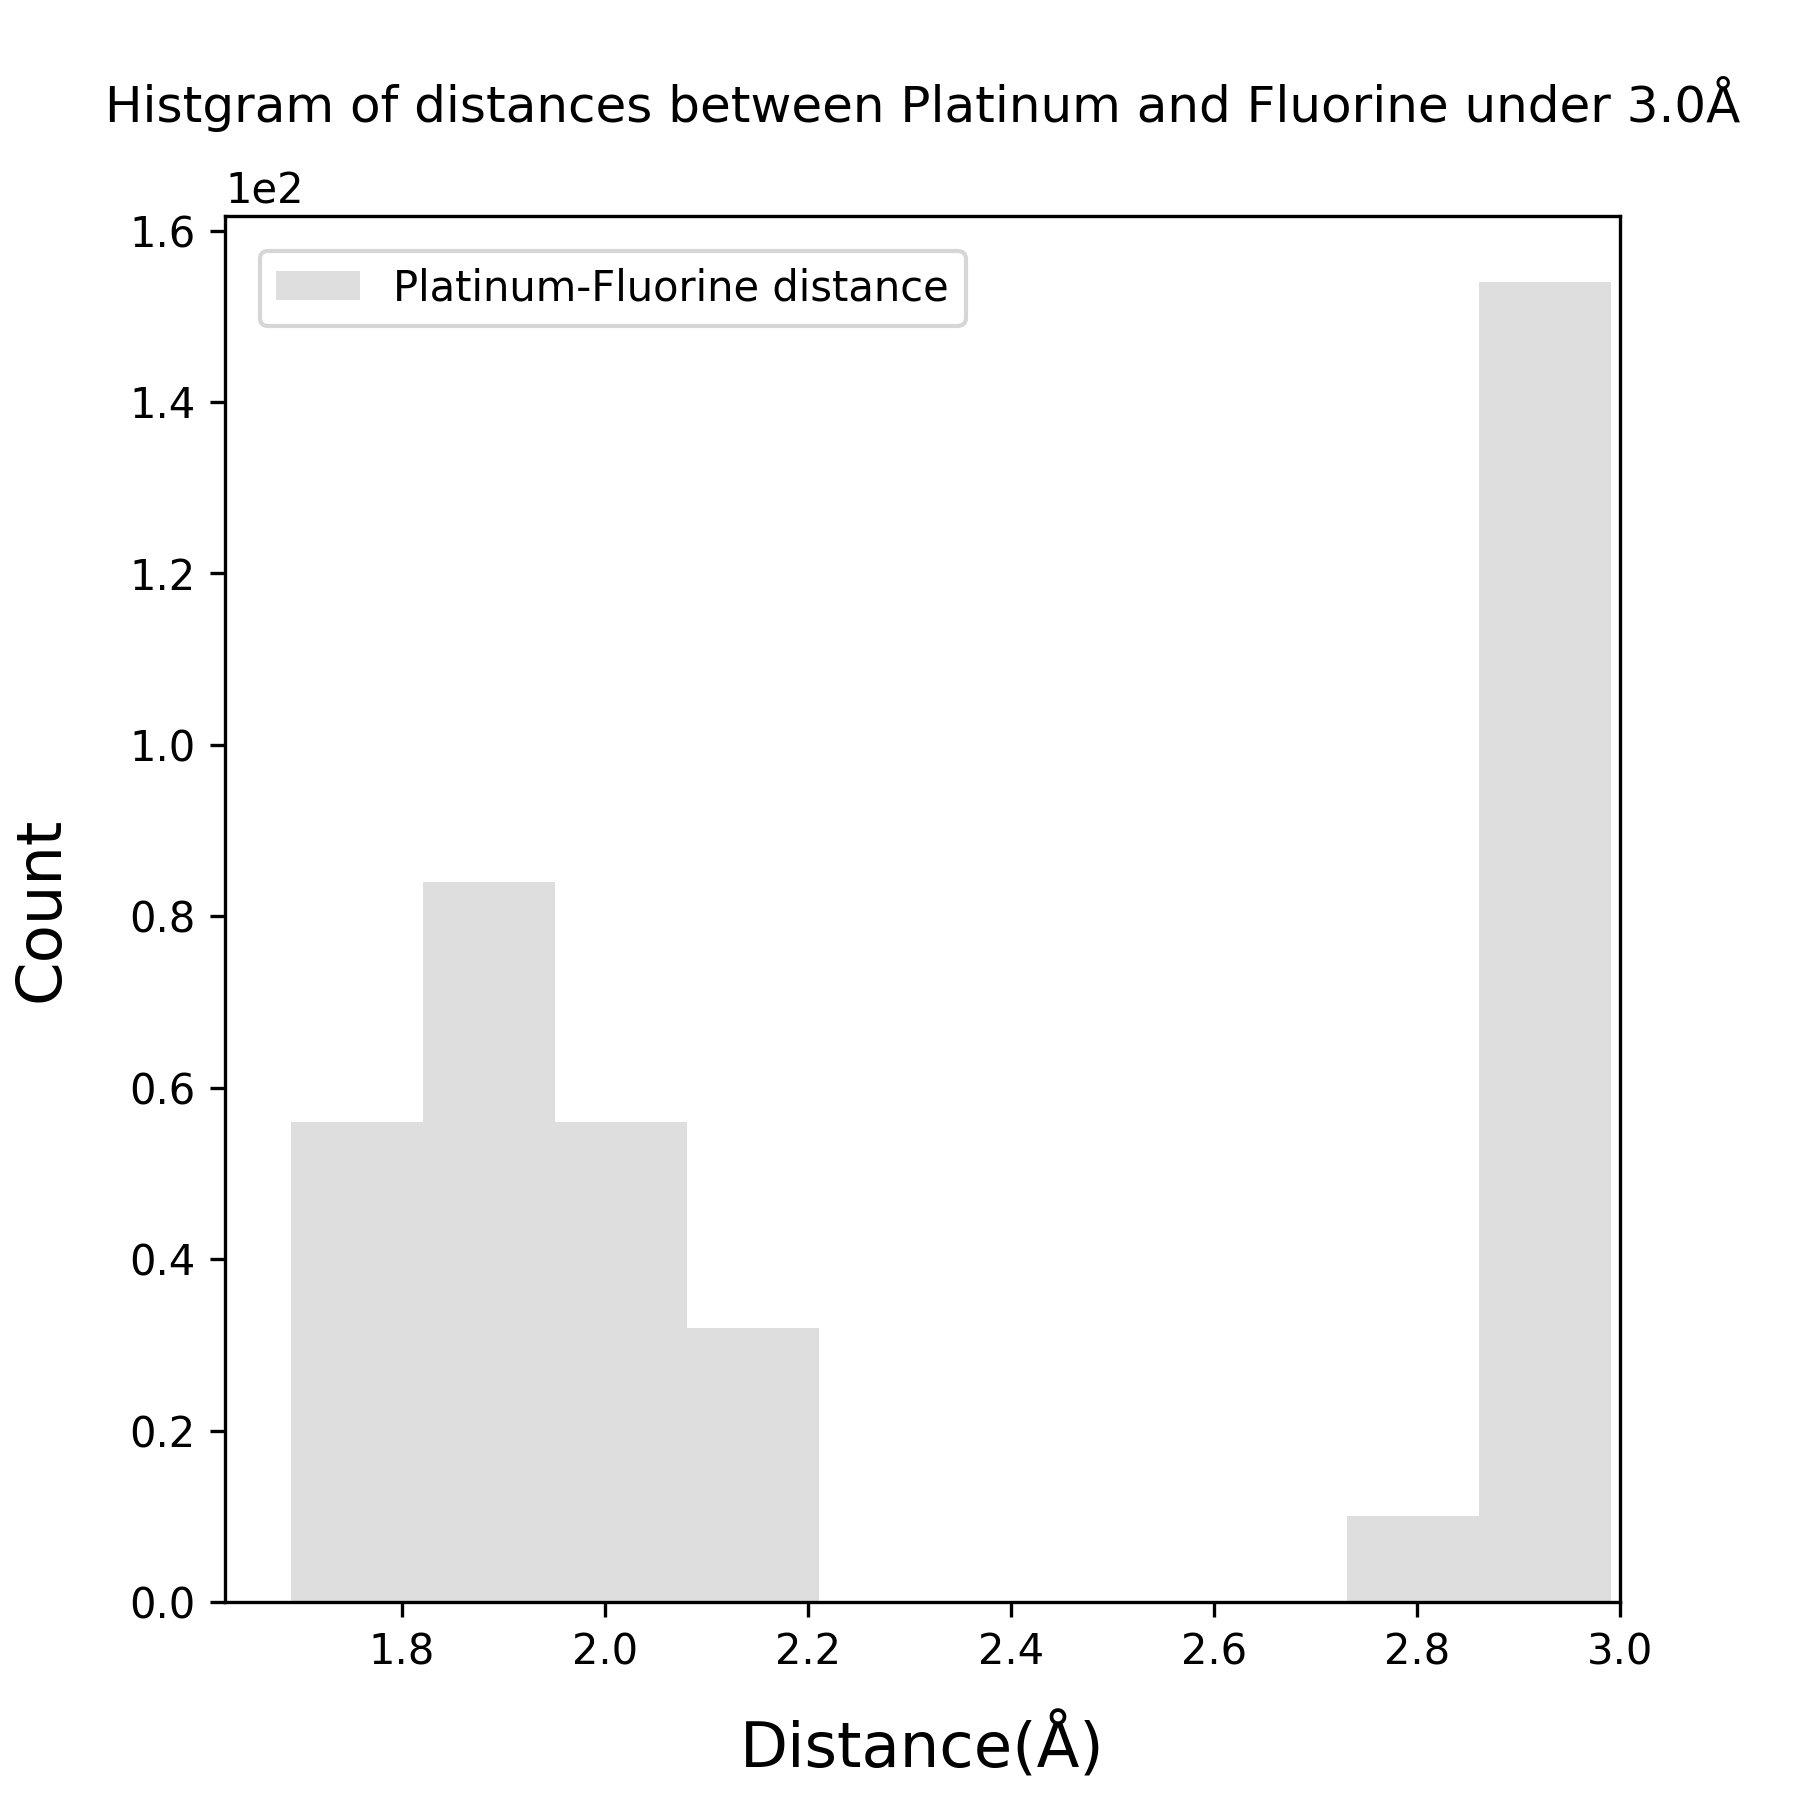 Histgram of distances between Platinum and Fluorine under 3.0Å
1e2
1.6
Platinum-Fluorine distance
1.4
1.2
1.0
0.8
0.6
0.4
0.2
0.0
Count
1.8 2.0 2.2 2.4 2.6 2.8 3.0
Distance(Å)